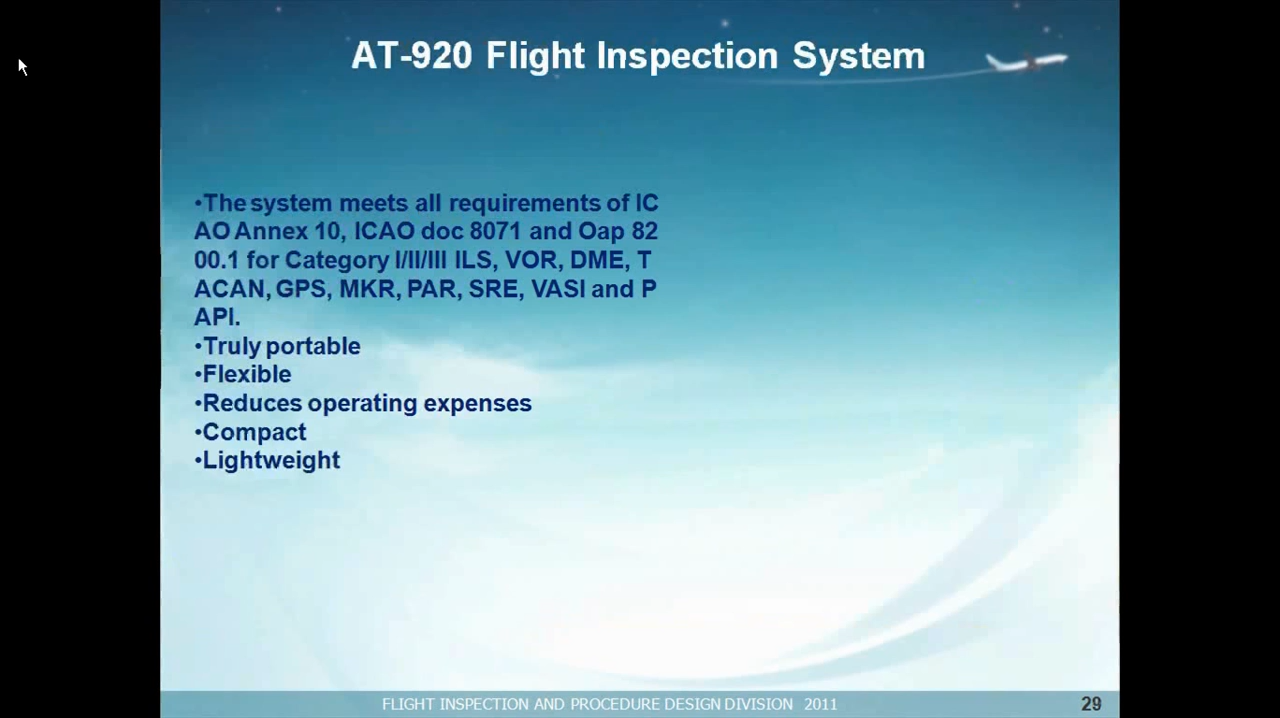 AT-920 Flight Inspection System
•The system meets all requirements of IC
AO Annex 10, ICAO doc 8071 and Oap 82
00.1 for Category I/II/III ILS, VOR, DME, T
ACAN, GPS, MKR, PAR, SRE, VASI and P
API.
•Truly portable
•Flexible
•Reduces operating expenses
•Compact
•Lightweight
FLIGHT INSPECTION AND PROCEDURE DESIGN DIVISION 2011
29